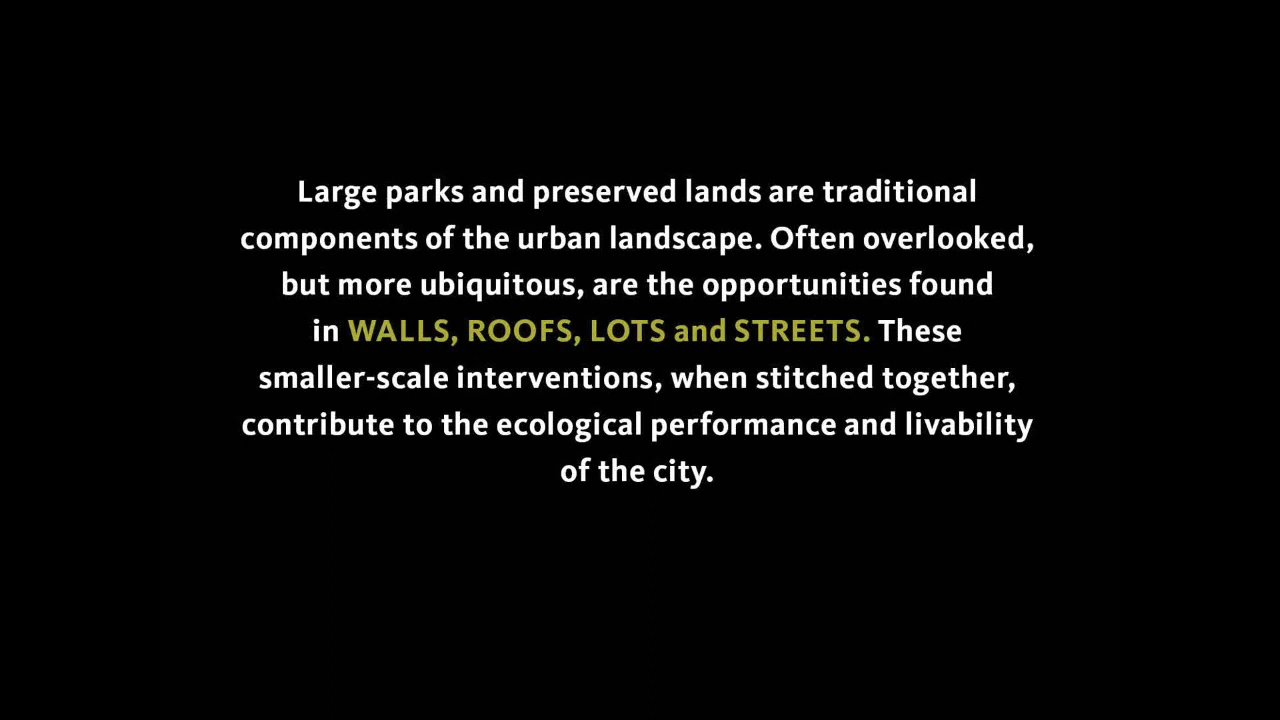 Large parks and preserved lands are traditional
components of the urban landscape. Often overlooked,
but more ubiquitous, are the opportunities found
in WALLS, ROOFS, LOTS and STREETS. These
smaller-scale interventions, when stitched together,
contribute to the ecological performance and livability
of the city.